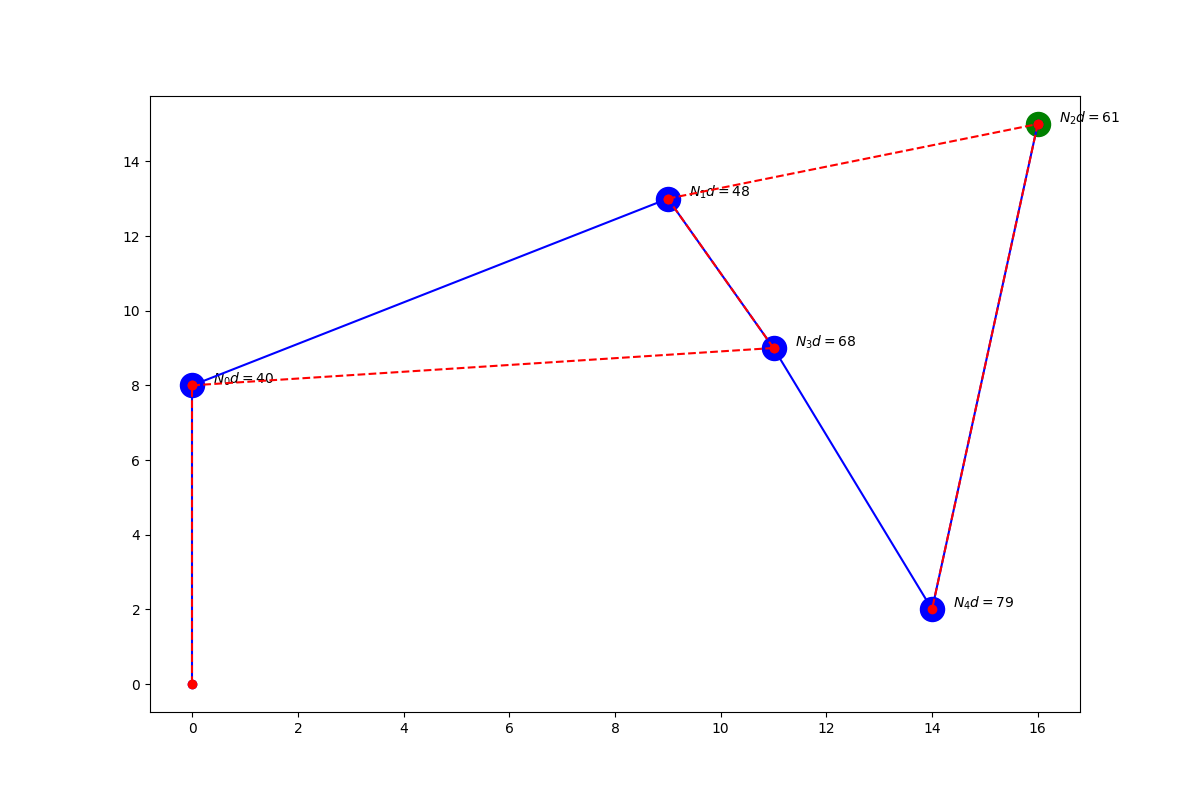 N₂d = 61
14
N₁d = 48
12
10
N₃d = 68
8
N₀d = 40
6
4
2
N₄d = 79
0
0 2 4 6 8 10 12 14 16